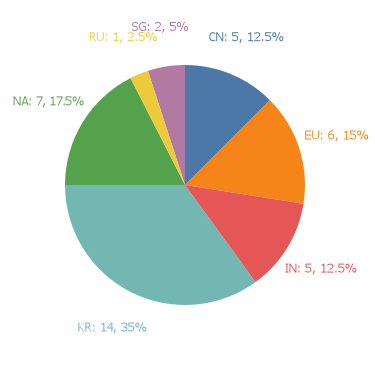 SG: 2, 5%
RU: 1, 2.5%
CN: 5, 12.5%
NA: 7, 17.5%
EU: 6, 15%
IN: 5, 12.5%
KR: 14, 35%